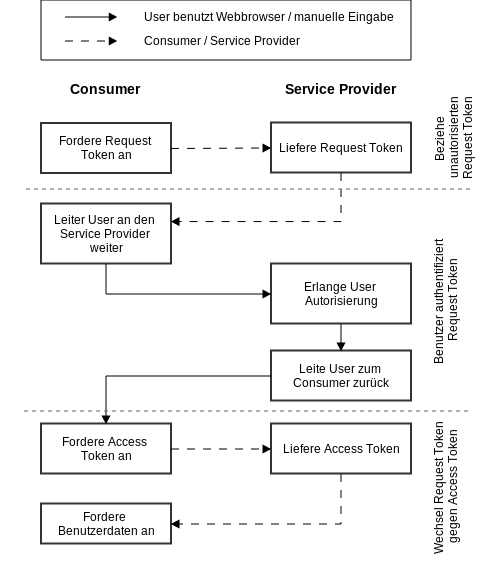 User benutzt Webbrowser / manuelle Eingabe
Consumer / Service Provider
Consumer
Service Provider
Fordere Request
Token an
Liefere Request Token
Beziehe
unautorisierten
Request Token
Leiter User an den
Service Provider
weiter
Erlange User
Autorisierung
Leite User zum
Consumer zurück
Benutzer authentifiziert
Request Token
Fordere Access
Token an
Liefere Access Token
Fordere
Benutzerdaten an
Wechsel Request Token
gegen Access Token